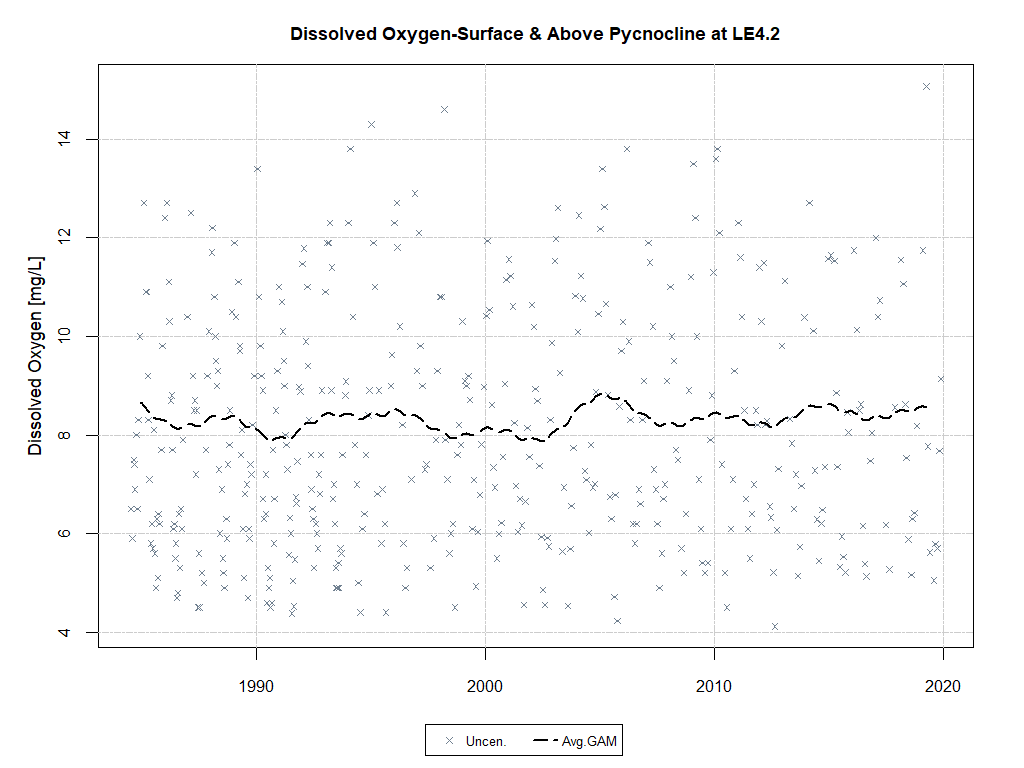 Dissolved Oxygen-Surface & Above Pycnocline at LE4.2
Dissolved Oxygen [mg/L]
14
12
10
8
6
4
1990 2000 2010 2020
Uncen. Avg.GAM